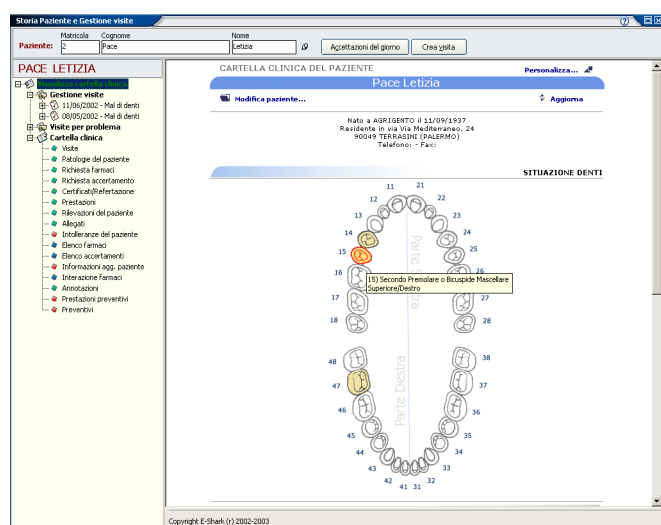 Storia Paziente e Gestione visite
Matricola Cognome Nome
Paziente: 2 Pace Letizia Accettazioni del giorno Crea visita
PACE LETIZIA
Visualizza cartella clinica
Gestione visite
11/06/2002 - Mal di denti
08/05/2002 - Mal di denti
Visite per problema
Cartella clinica
Visite
Patologie del paziente
Richiesta farmaci
Richiesta accertamento
Certificati/Refertazione
Prestazioni
Rilevazioni del paziente
Allegati
Intolleranze del paziente
Elenco farmaci
Elenco accertamenti
Informazioni agg. paziente
Interazione farmaci
Annotazioni
Prestazioni preventivi
Preventivi
CARTELLA CLINICA DEL PAZIENTE Personalizza...
Pace Letizia
Modifica paziente... Aggiorna
Nato a AGRIGENTO il 11/09/1937
Residente in via Via Mediterraneo, 24
90049 TERRASINI (PALERMO)
Telefono: - Fax:
SITUAZIONE DENTI
11 21
12 22
13 23
14 24
15 25
16 26
15) Secondo Premolare o Bicuspide Mascellare
Superiore/Destro
17 27
18 28
Parte Destra
48 38
47 37
46 36
45 35
44 34
43 33
42 41 31 32
Parte Destra
Copyright E-Shark (r) 2002-2003